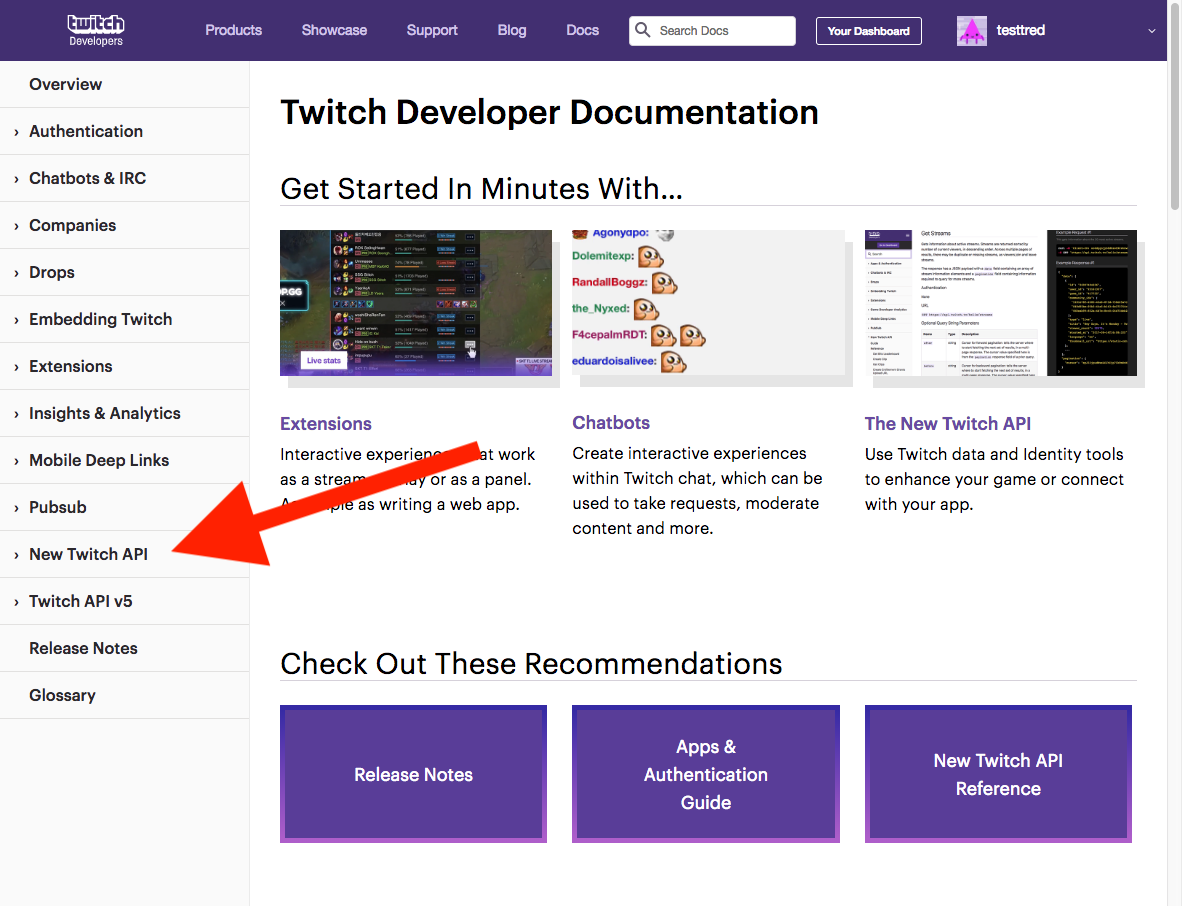 twitch
Developers
Products
Showcase
Support
Blog
Docs
Search Docs
Your Dashboard
testtred
Overview
› Authentication
› Chatbots & IRC
› Companies
› Drops
› Embedding Twitch
› Extensions
› Insights & Analytics
› Mobile Deep Links
› Pubsub
› New Twitch API
› Twitch API v5
Release Notes
Glossary
Twitch Developer Documentation
Get Started In Minutes With...
Live stats
Agonydpo:
Dolemitexp:
RandallBoggz:
the_Nyxed:
F4cepalmRDT:
eduardoisalivee:
Get Streams
Extensions
Interactive experien at work
as a stream or as a panel.
as writing a web app.
Chatbots
Create interactive experiences
within Twitch chat, which can be
used to take requests, moderate
content and more.
The New Twitch API
Use Twitch data and Identity tools
to enhance your game or connect
with your app.
Check Out These Recommendations
Release Notes
Apps &
Authentication
Guide
New Twitch API
Reference